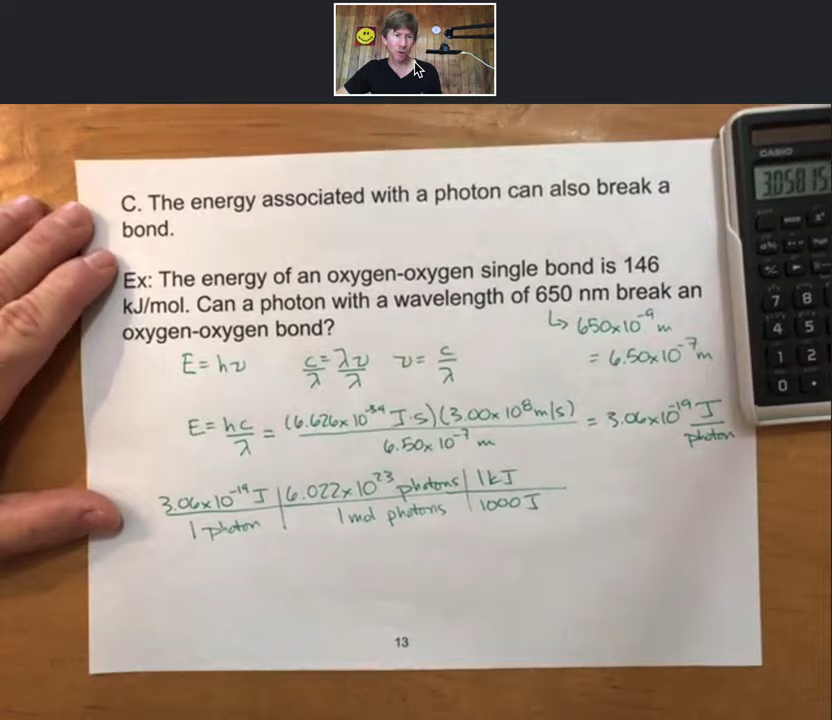 C. The energy associated with a photon can also break a
bond.
Ex: The energy of an oxygen-oxygen single bond is 146
kJ/mol. Can a photon with a wavelength of 650 nm break an
oxygen-oxygen bond?
↳ 650x10⁻⁹ m
= 6.50x10⁻⁷ m
E = hν   c/λ = λν/λ   ν = c/λ
E = hc/λ = (6.626x10⁻³⁴ J·s)(3.00x10⁸ m/s) / 6.50x10⁻⁷ m = 3.06x10⁻¹⁹ J/photon
3.06x10⁻¹⁹ J | 6.022x10²³ photons | 1kJ
1 photon | 1 mol photons | 1000 J
13
CASIO
305815
7 8
4 5
1 2
0 .